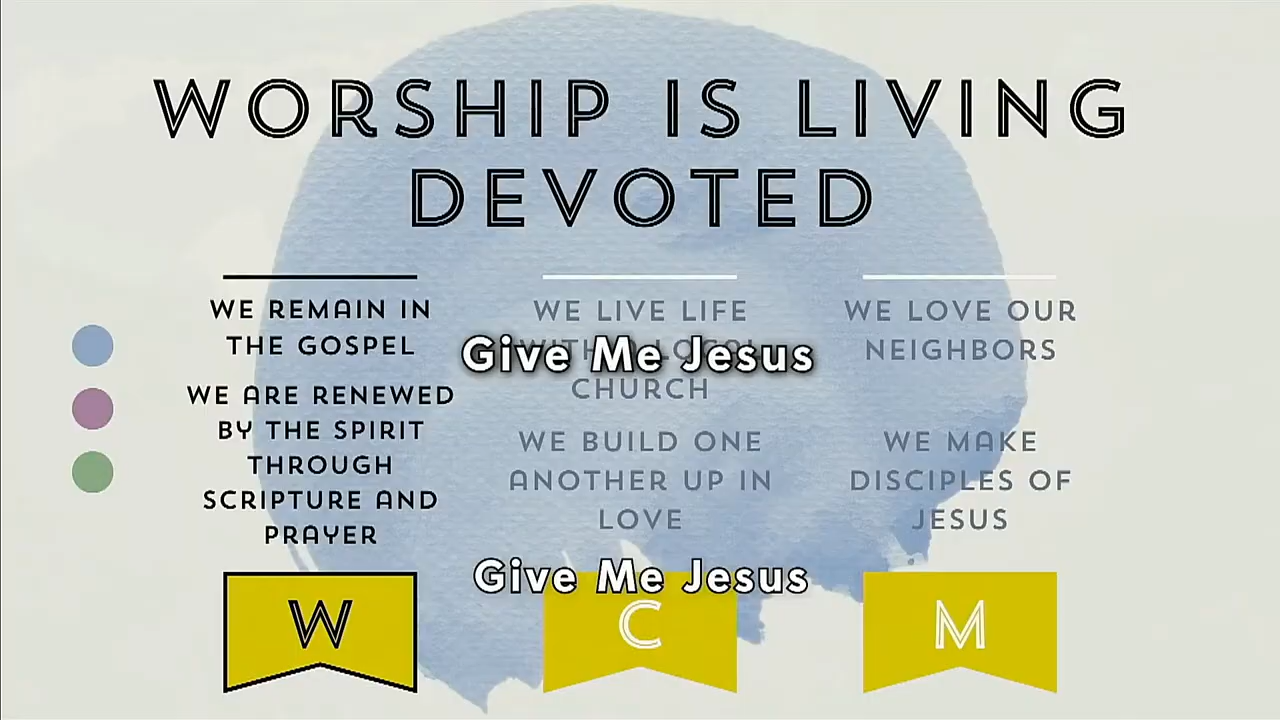 WORSHIP IS LIVING
DEVOTED
WE REMAIN IN
THE GOSPEL
WE ARE RENEWED
BY THE SPIRIT
THROUGH
SCRIPTURE AND
PRAYER
W
WE LIVE LIFE
WITH A LOCAL
CHURCH
WE BUILD ONE
ANOTHER UP IN
LOVE
C
WE LOVE OUR
NEIGHBORS
WE MAKE
DISCIPLES OF
JESUS
M
Give Me Jesus
Give Me Jesus